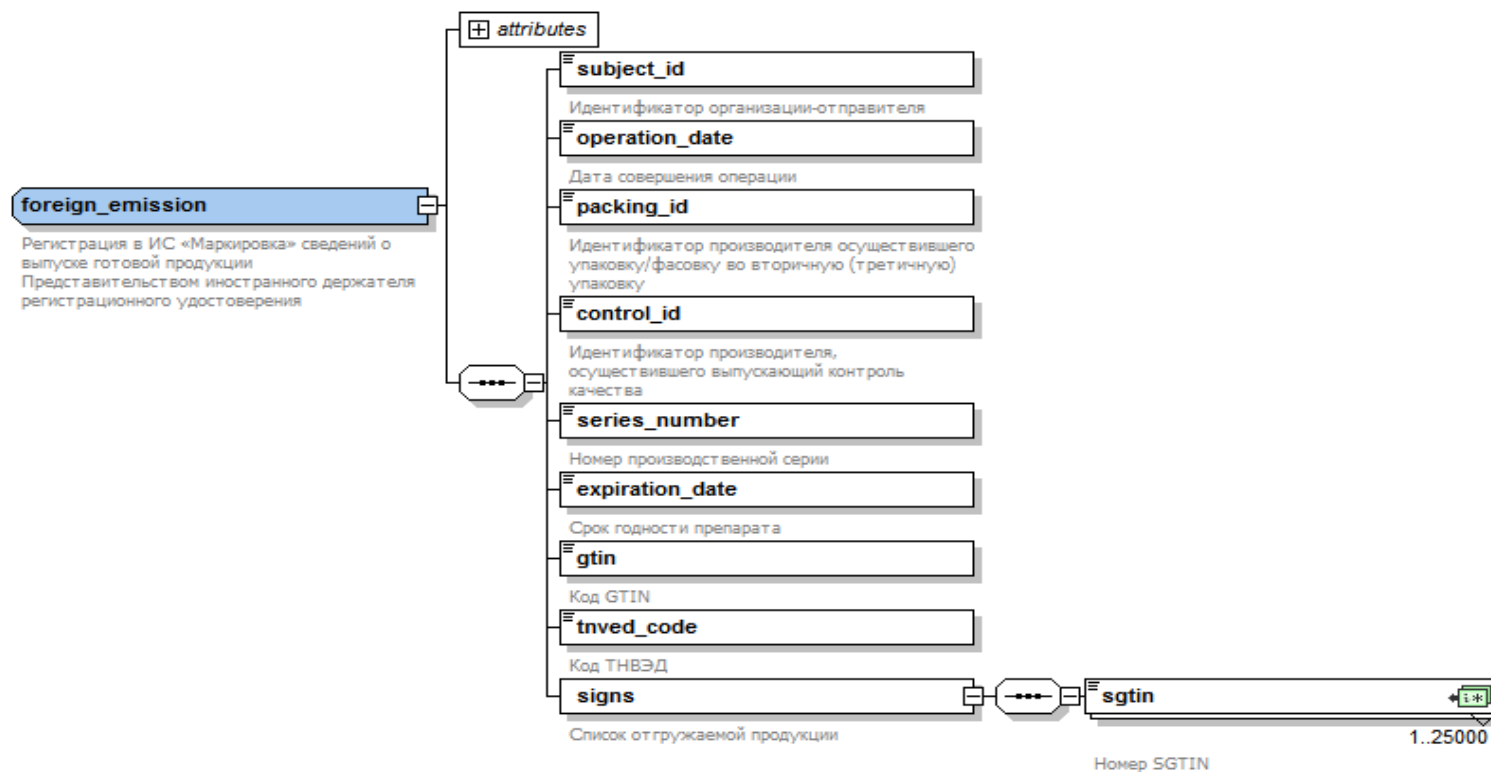 attributes
subject_id
Идентификатор организации-отправителя
operation_date
Дата совершения операции
packing_id
foreign_emission
Регистрация в ИС «Маркировка» сведений о
выпуске готовой продукции
Представительством иностранного держателя
регистрационного удостоверения
Идентификатор производителя осуществившего
упаковку/фасовку во вторичную (третичную)
упаковку
control_id
Идентификатор производителя,
осуществившего выпускающий контроль
качества
series_number
Номер производственной серии
expiration_date
Срок годности препарата
gtin
Код GTIN
tnved_code
Код ТНВЭД
signs
Список отгружаемой продукции
sgtin
1..25000
Номер SGTIN